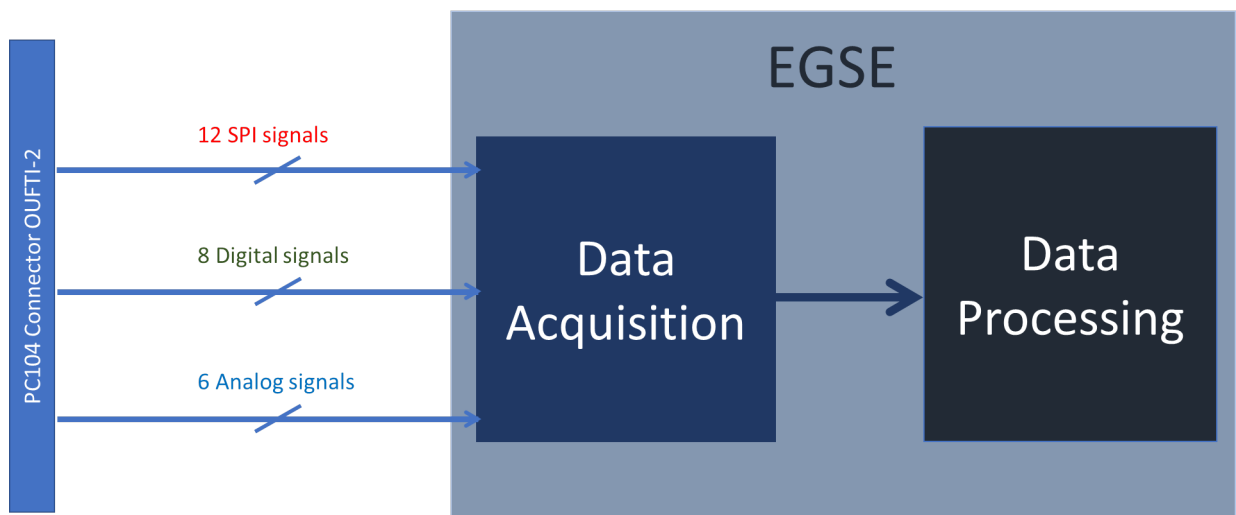 EGSE
PC104 Connector OUFTI-2
12 SPI signals
8 Digital signals
6 Analog signals
Data
Acquisition
Data
Processing